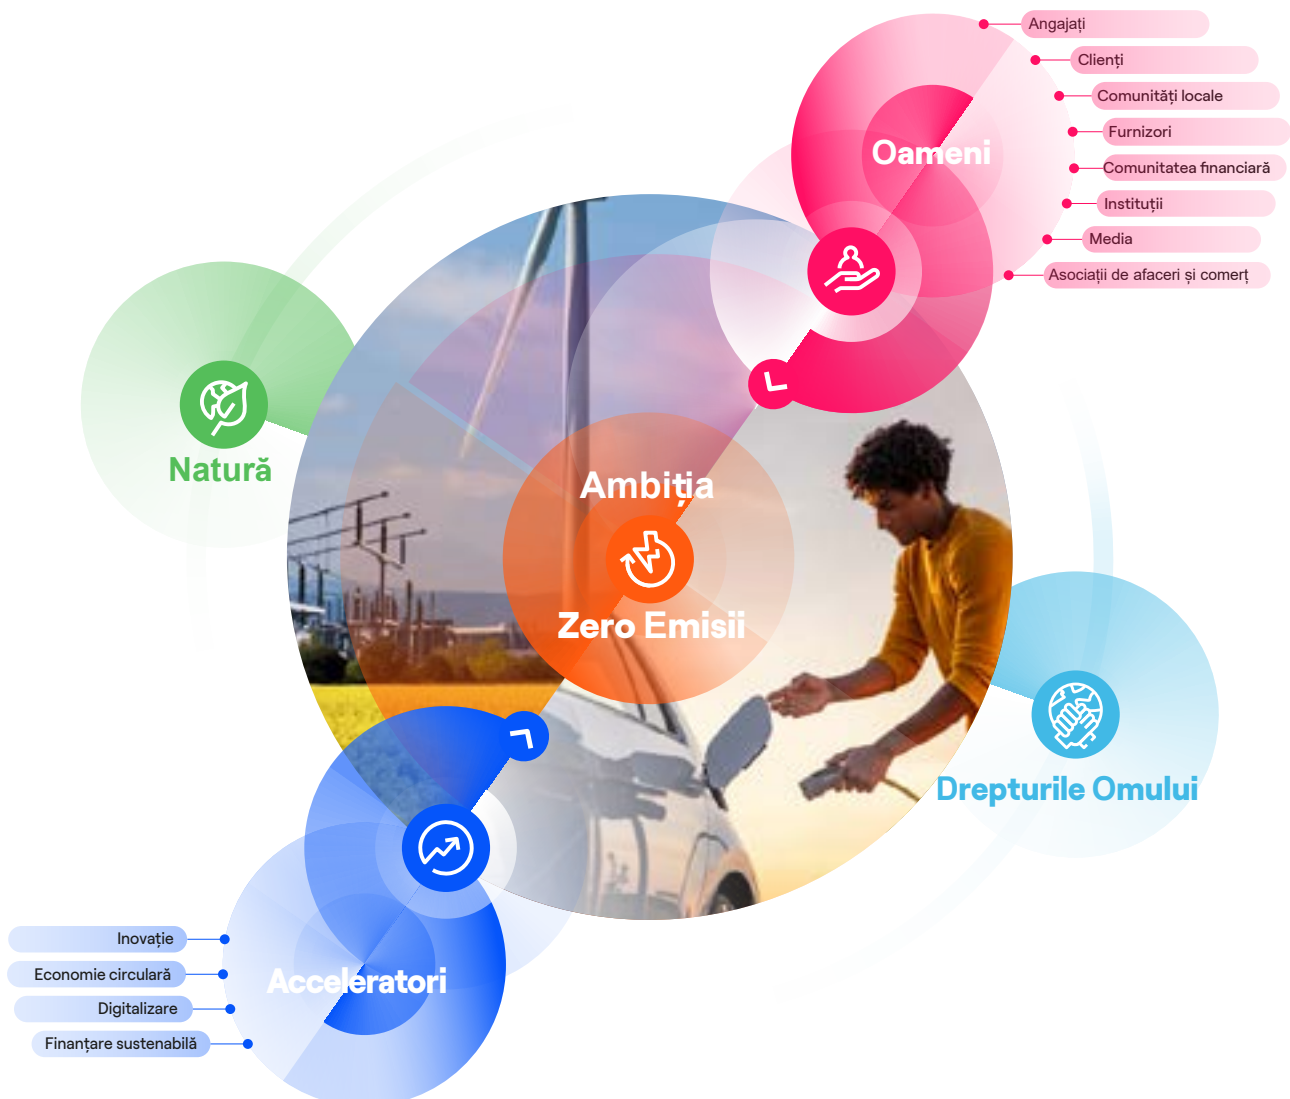 Angajați
Clienți
Comunități locale
Furnizori
Comunitatea financiară
Instituții
Media
Asociații de afaceri și comerț
Oameni
Natură
Ambiția
Zero Emisii
Drepturile Omului
Acceleratori
Inovație
Economie circulară
Digitalizare
Finanțare sustenabilă